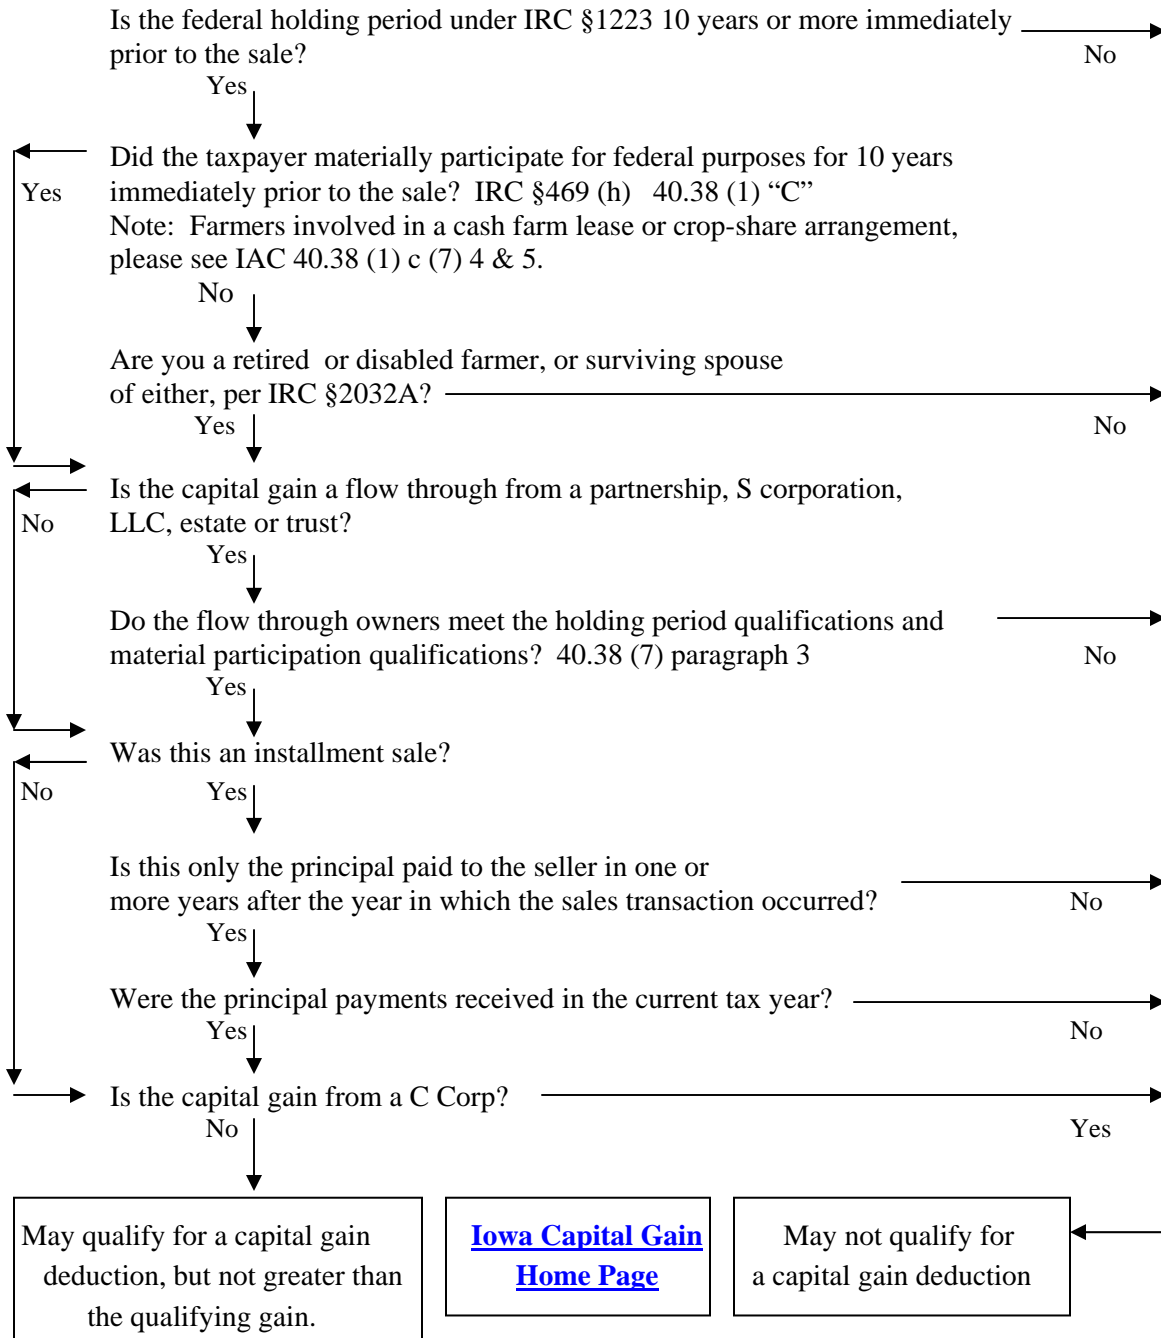 Is the federal holding period under IRC §1223 10 years or more immediately
prior to the sale?
No
Yes
Did the taxpayer materially participate for federal purposes for 10 years
Yes
immediately prior to the sale? IRC §469 (h) 40.38 (1) “C”
Note: Farmers involved in a cash farm lease or crop-share arrangement,
please see IAC 40.38 (1) c (7) 4 & 5.
No
Are you a retired or disabled farmer, or surviving spouse
of either, per IRC §2032A?
Yes
No
Is the capital gain a flow through from a partnership, S corporation,
No
LLC, estate or trust?
Yes
Do the flow through owners meet the holding period qualifications and
material participation qualifications? 40.38 (7) paragraph 3
No
Yes
Was this an installment sale?
No
Yes
Is this only the principal paid to the seller in one or
more years after the year in which the sales transaction occurred?
No
Yes
Were the principal payments received in the current tax year?
Yes
No
Is the capital gain from a C Corp?
No
Yes
May qualify for a capital gain
deduction, but not greater than
the qualifying gain.
Iowa Capital Gain
Home Page
May not qualify for
a capital gain deduction